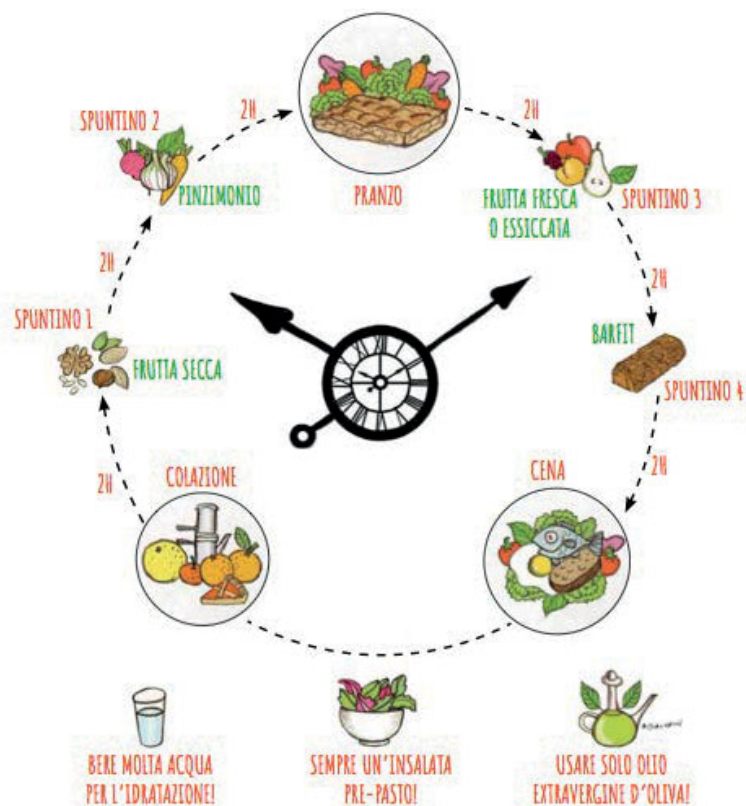 PRANZO
2H
2H
SPUNTINO 2
PINZIMONIO
FRUTTA FRESCA
O ESSICCATA
SPUNTINO 3
2H
2H
SPUNTINO 1
FRUTTA SECCA
BARFIT
SPUNTINO 4
2H
2H
COLAZIONE
CENA
BERE MOLTA ACQUA
PER L'IDRATAZIONE!
SEMPRE UN'INSALATA
PRE-PASTO!
USARE SOLO OLIO
EXTRAVERGINE D'OLIVA!